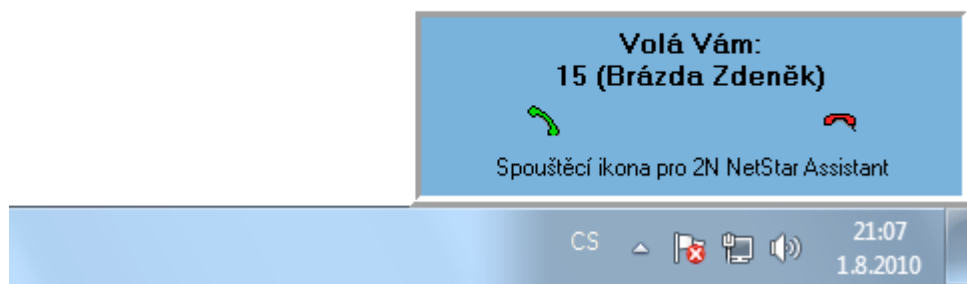 Volá Vám:
15 (Brázda Zdeněk)
Spouštěcí ikona pro 2N NetStar Assistant
CS
21:07
1.8.2010